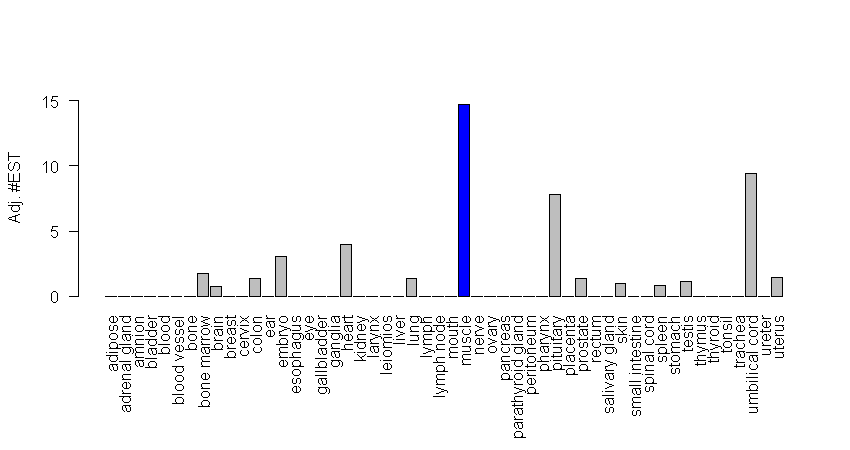 Adj. #EST
15
10
5
0
adipose
adrenal gland
amnion
bladder
blood
blood vessel
bone
bone marrow
brain
breast
cervix
colon
ear
embryo
esophagus
eye
gallbladder
ganglia
heart
kidney
larynx
leiomios
liver
lung
lymph
lymph node
mouth
muscle
nerve
ovary
pancreas
parathyroid gland
peritoneum
pharynx
pituitary
placenta
prostate
rectum
salivary gland
skin
small intestine
spinal cord
spleen
stomach
testis
thymus
thyroid
tonsil
trachea
umbilical cord
ureter
uterus